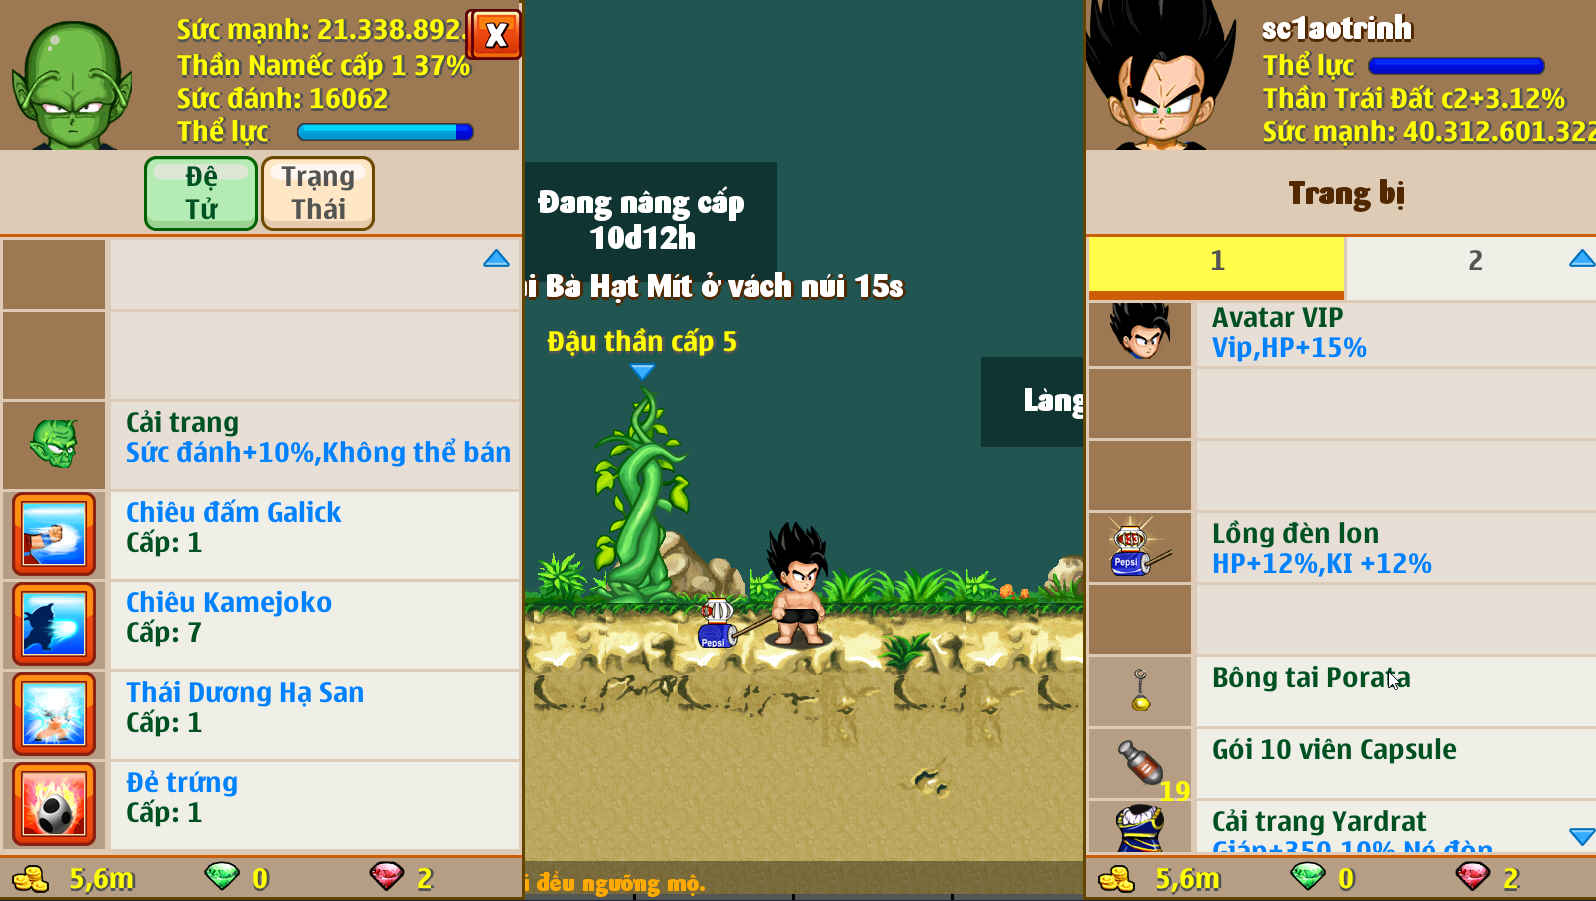 Sức mạnh: 21.338.892.
X
Thần Namếc cấp 1 37%
Sức đánh: 16062
Thể lực
Đệ
Tử
Trạng
Thái
Cải trang
Sức đánh+10%,Không thể bán
Chiêu đấm Galick
Cấp: 1
Chiêu Kamejoko
Cấp: 7
Thái Dương Hạ San
Cấp: 1
Đẻ trứng
Cấp: 1
5,6m
0
2
Đang nâng cấp
10d12h
i Bà Hạt Mít ở vách núi 15s
Đậu thần cấp 5
Làng
Pepsi
i đều ngưỡng mộ.
sc1aotrinh
Thể lực
Thần Trái Đất c2+3.12%
Sức mạnh: 40.312.601.322
Trang bị
1
2
Avatar VIP
Vip,HP+15%
Lồng đèn lon
HP+12%,KI +12%
Pepsi
Bông tai Porata
Gói 10 viên Capsule
19
Cải trang Yardrat
Giáp+350,10% Né đòn
5,6m
0
2